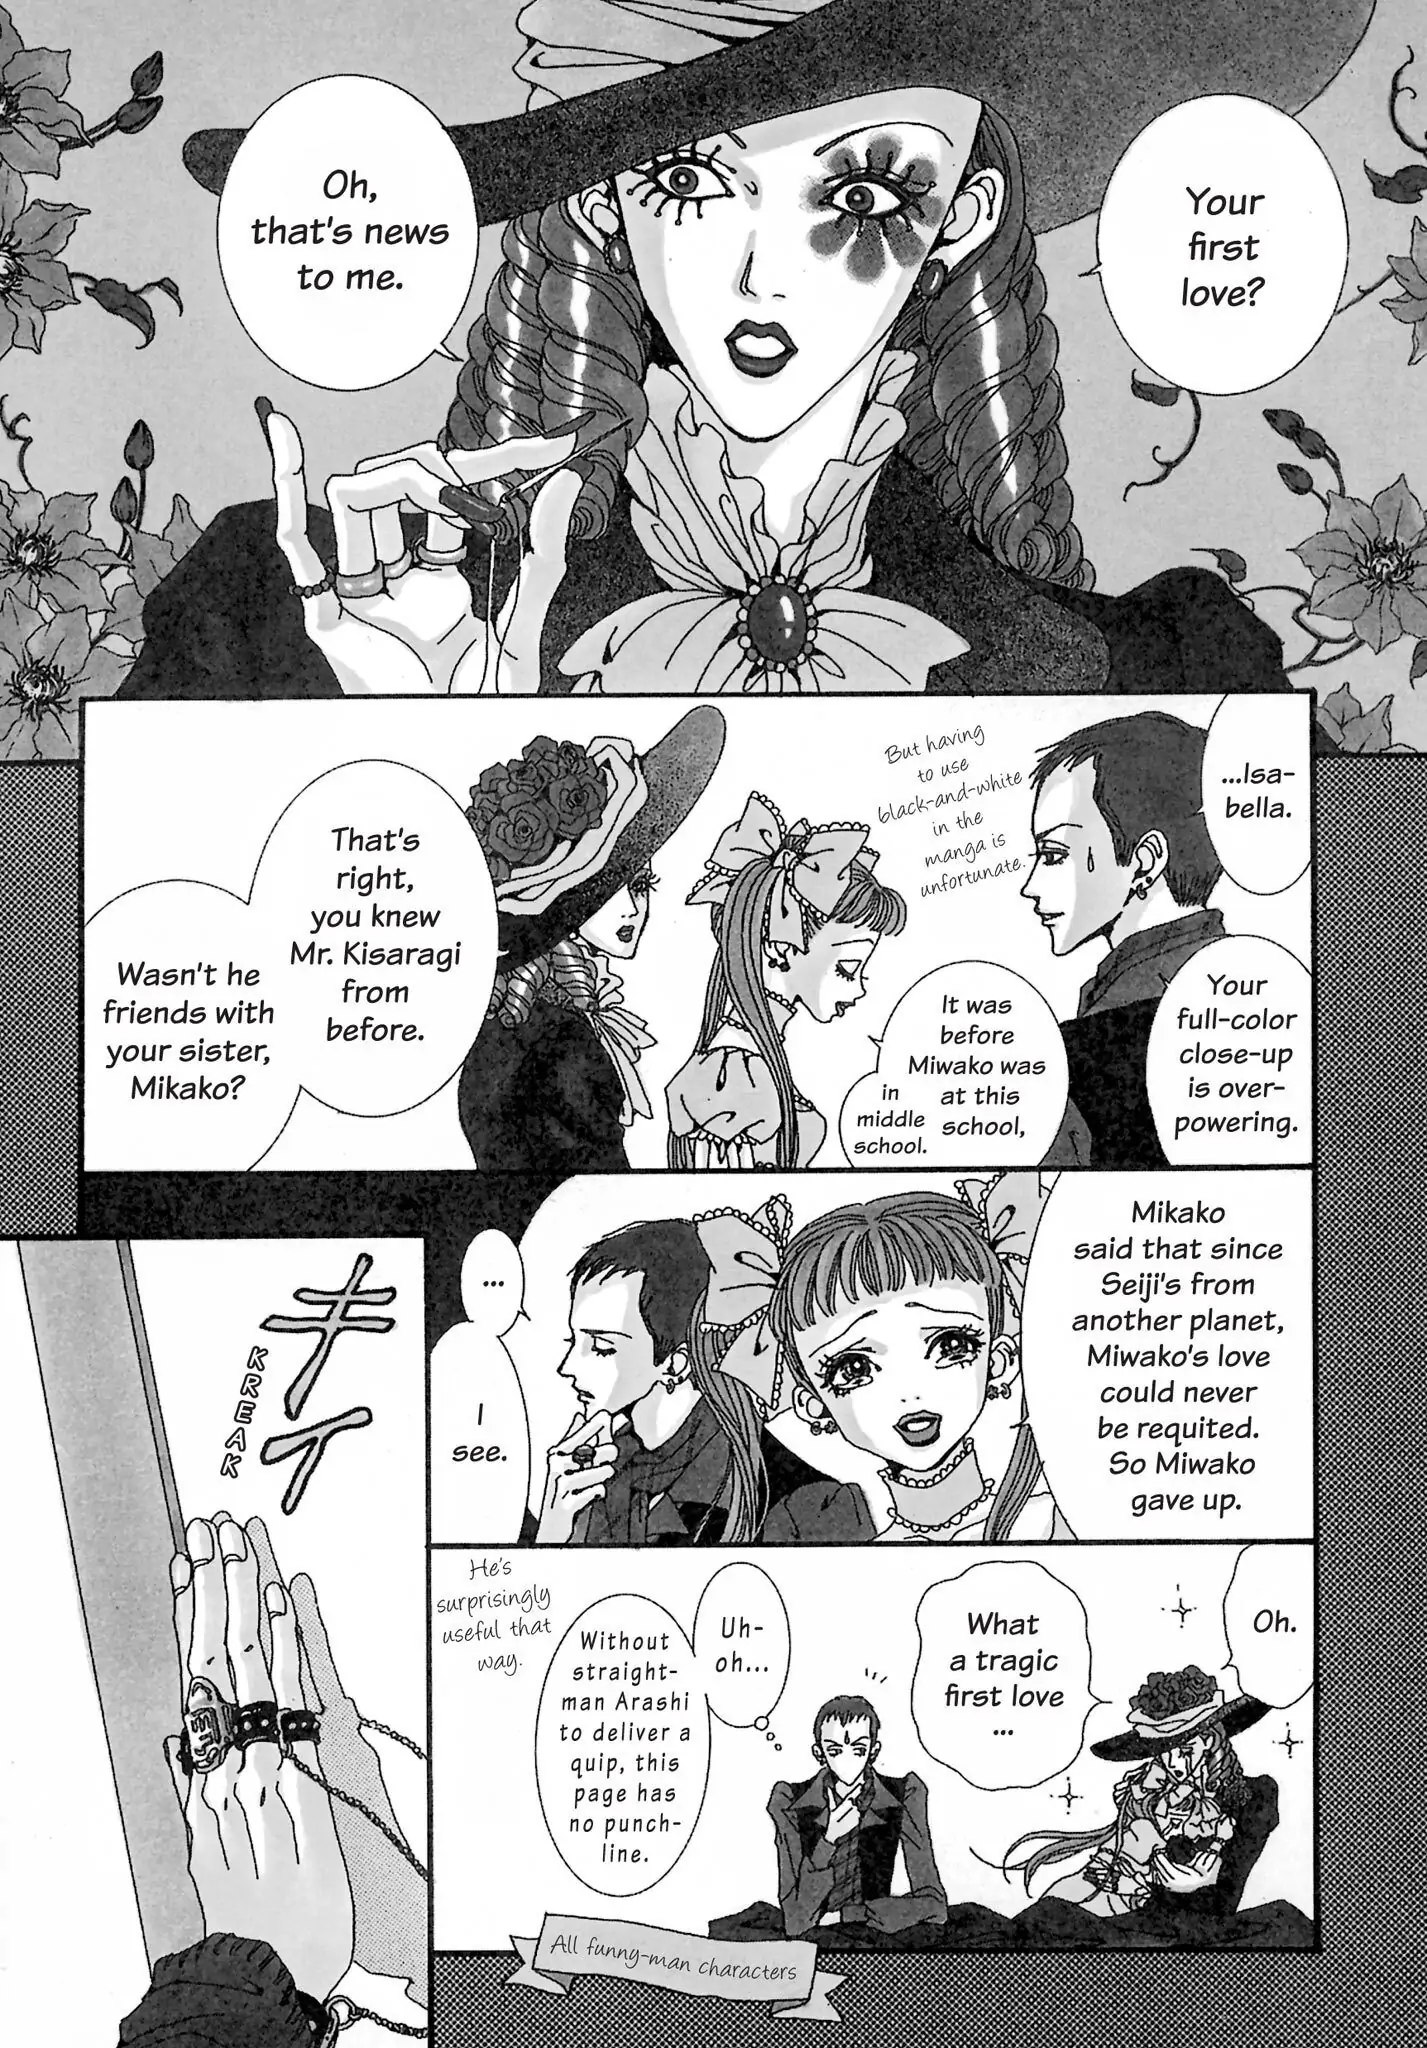 Your
first
love?
Oh,
that's news
to me.
...Isa-
bella.
Your
full-color
close-up
is over-
powering.
But having
to use
black-and-white
in the
manga is
unfortunate.
It was
before
Miwako was
at this
school,
in
middle
school.
That's
right,
you knew
Mr. Kisaragi
from
before.
Wasn't he
friends with
your sister,
Mikako?
Mikako
said that since
Seiji's from
another planet,
Miwako's love
could never
be requited.
So Miwako
gave up.
...
I
see.
Oh.
What
a tragic
first love
...
Uh-
oh...
Without
straight-
man Arashi
to deliver a
quip, this
page has
no punch-
line.
He's
surprisingly
useful that
way.
All funny-man characters
キイ
KREAK